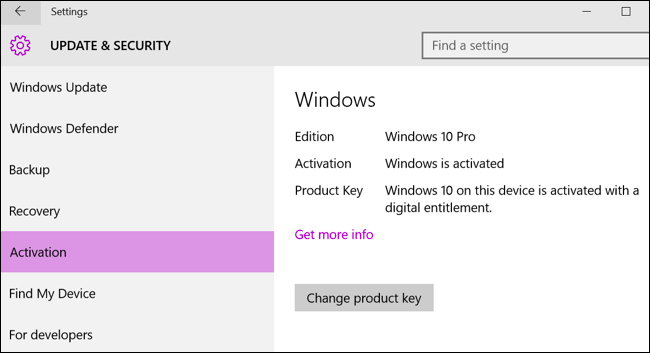 Settings
UPDATE & SECURITY
Find a setting
Windows Update
Windows Defender
Backup
Recovery
Activation
Find My Device
For developers
Windows
Edition Windows 10 Pro
Activation Windows is activated
Product Key Windows 10 on this device is activated with a
digital entitlement.
Get more info
Change product key